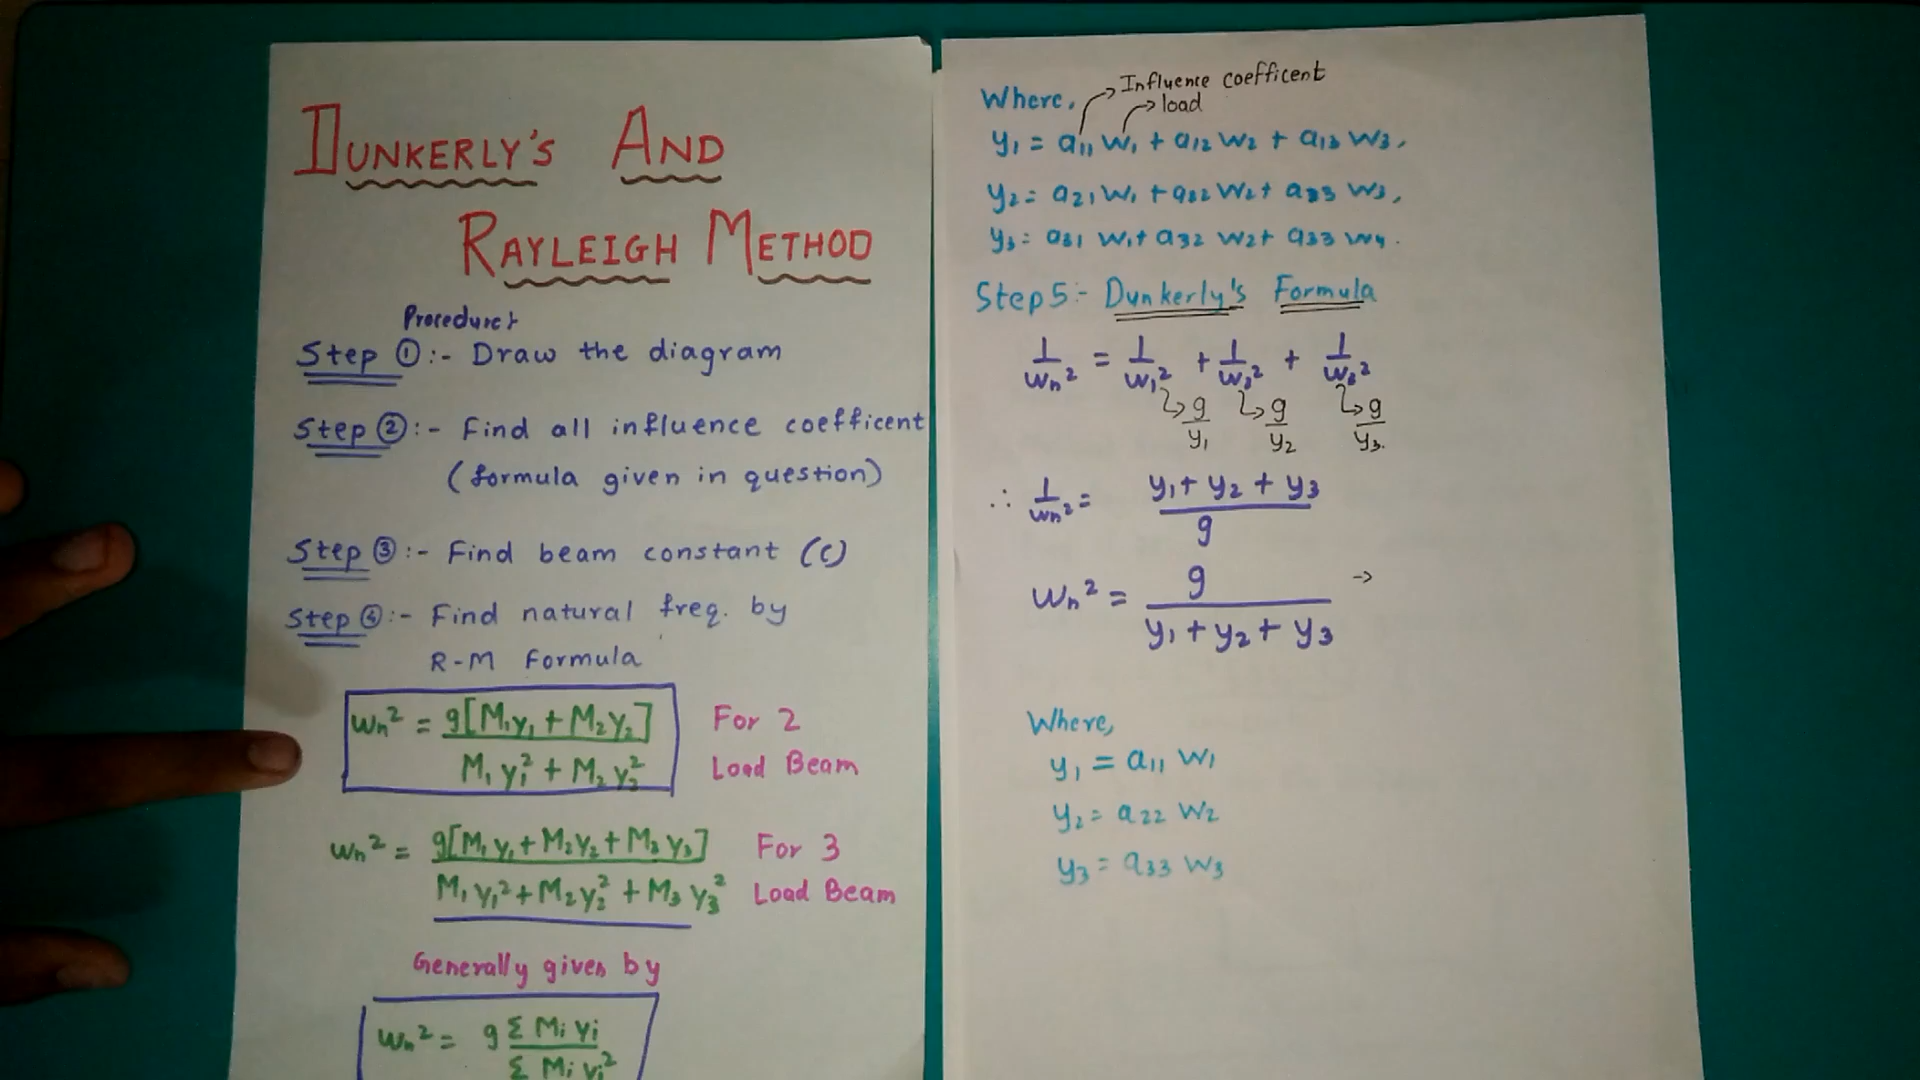 DUNKERLY'S AND
RAYLEIGH METHOD
Procedure:
Step ①:- Draw the diagram
Step ②:- Find all influence coefficent
(formula given in question)
Step ③:- Find beam constant (C)
Step ④:- Find natural freq. by
R-M Formula
Wn² = g[M₁y₁ + M₂y₂] / M₁y₁² + M₂y₂² For 2 Load Beam
Wn² = g[M₁y₁ + M₂y₂ + M₃y₃] / M₁y₁² + M₂y₂² + M₃y₃² For 3 Load Beam
Generally given by
Wn² = g Σ Mi yi / Σ Mi yi²
Where, → Influence coefficent
→ load
y₁ = a₁₁ W₁ + a₁₂ W₂ + a₁₃ W₃,
y₂ = a₂₁ W₁ + a₂₂ W₂ + a₂₃ W₃,
y₃ = a₃₁ W₁ + a₃₂ W₂ + a₃₃ W₄.
Step 5:- Dunkerly's Formula
1/Wn² = 1/W₁² + 1/W₂² + 1/W₃²
↳ g/y₁ ↳ g/y₂ ↳ g/y₃.
∴ 1/Wn² = y₁ + y₂ + y₃ / g
Wn² = g / y₁ + y₂ + y₃ →
Where,
y₁ = a₁₁ W₁
y₂ = a₂₂ W₂
y₃ = a₃₃ W₃